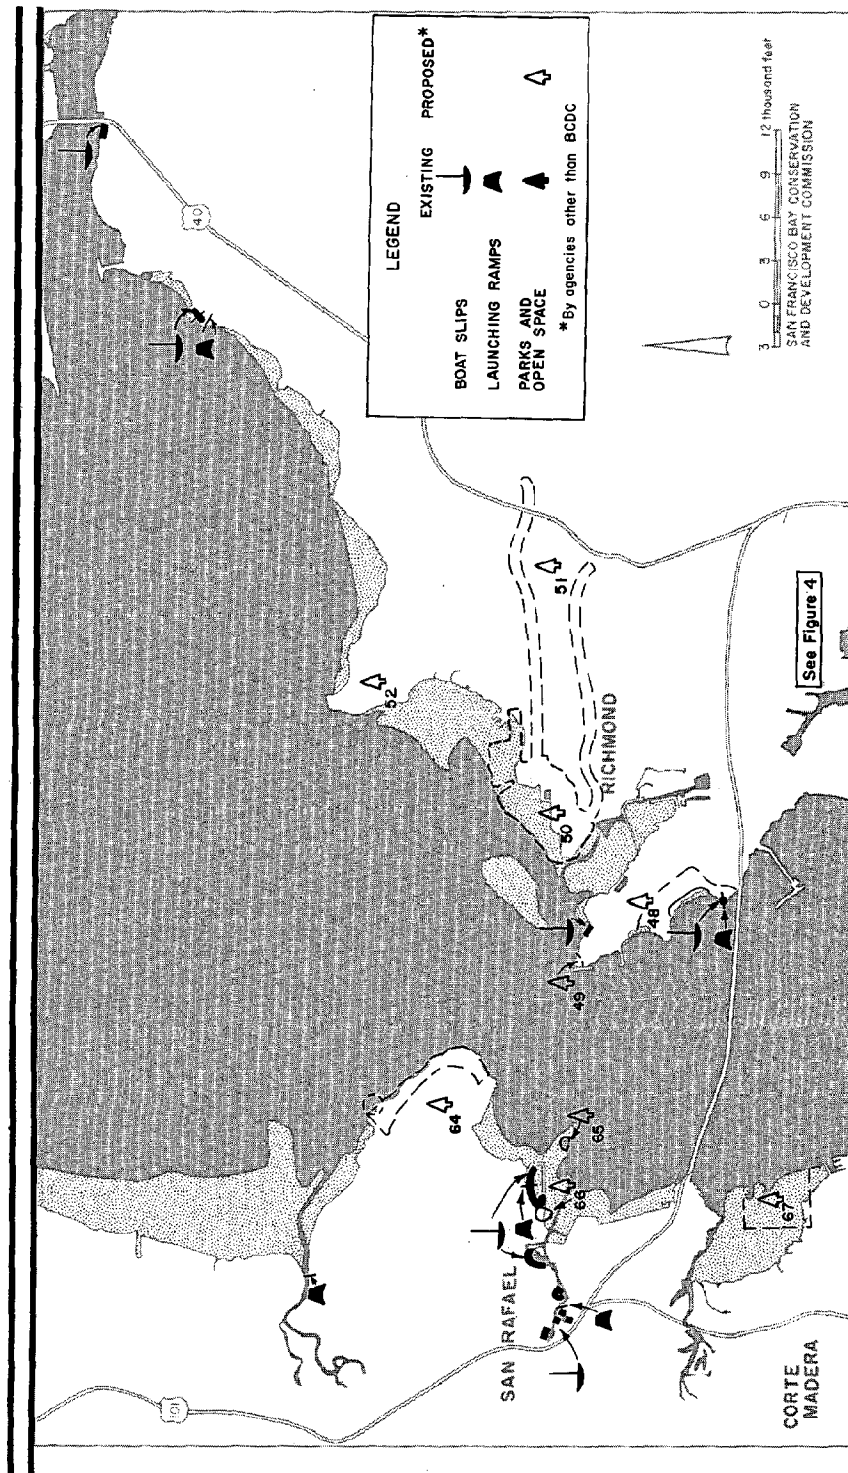 LEGEND
EXISTING PROPOSED*
BOAT SLIPS
LAUNCHING RAMPS
PARKS AND
OPEN SPACE
*By agencies other than BCDC
3 0 3 6 9 12 thousand feet
SAN FRANCISCO BAY CONSERVATION
AND DEVELOPMENT COMMISSION
See Figure 4
40
101
RICHMOND
SAN RAFAEL
CORTE
MADERA
48
49
50
51
52
64
65
66
67